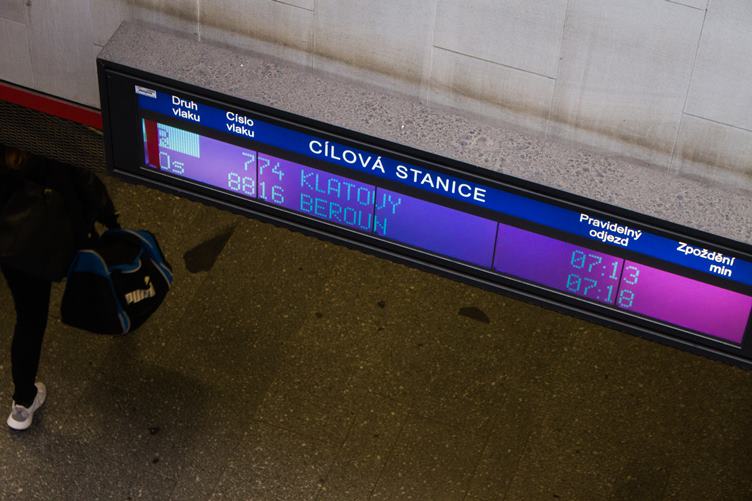 Druh vlaku
Číslo vlaku
CÍLOVÁ STANICE
Pravidelný odjezd
Zpoždění min
R 774 KLATOVY 07:13
Os 8816 BEROUN 07:18
PUMA